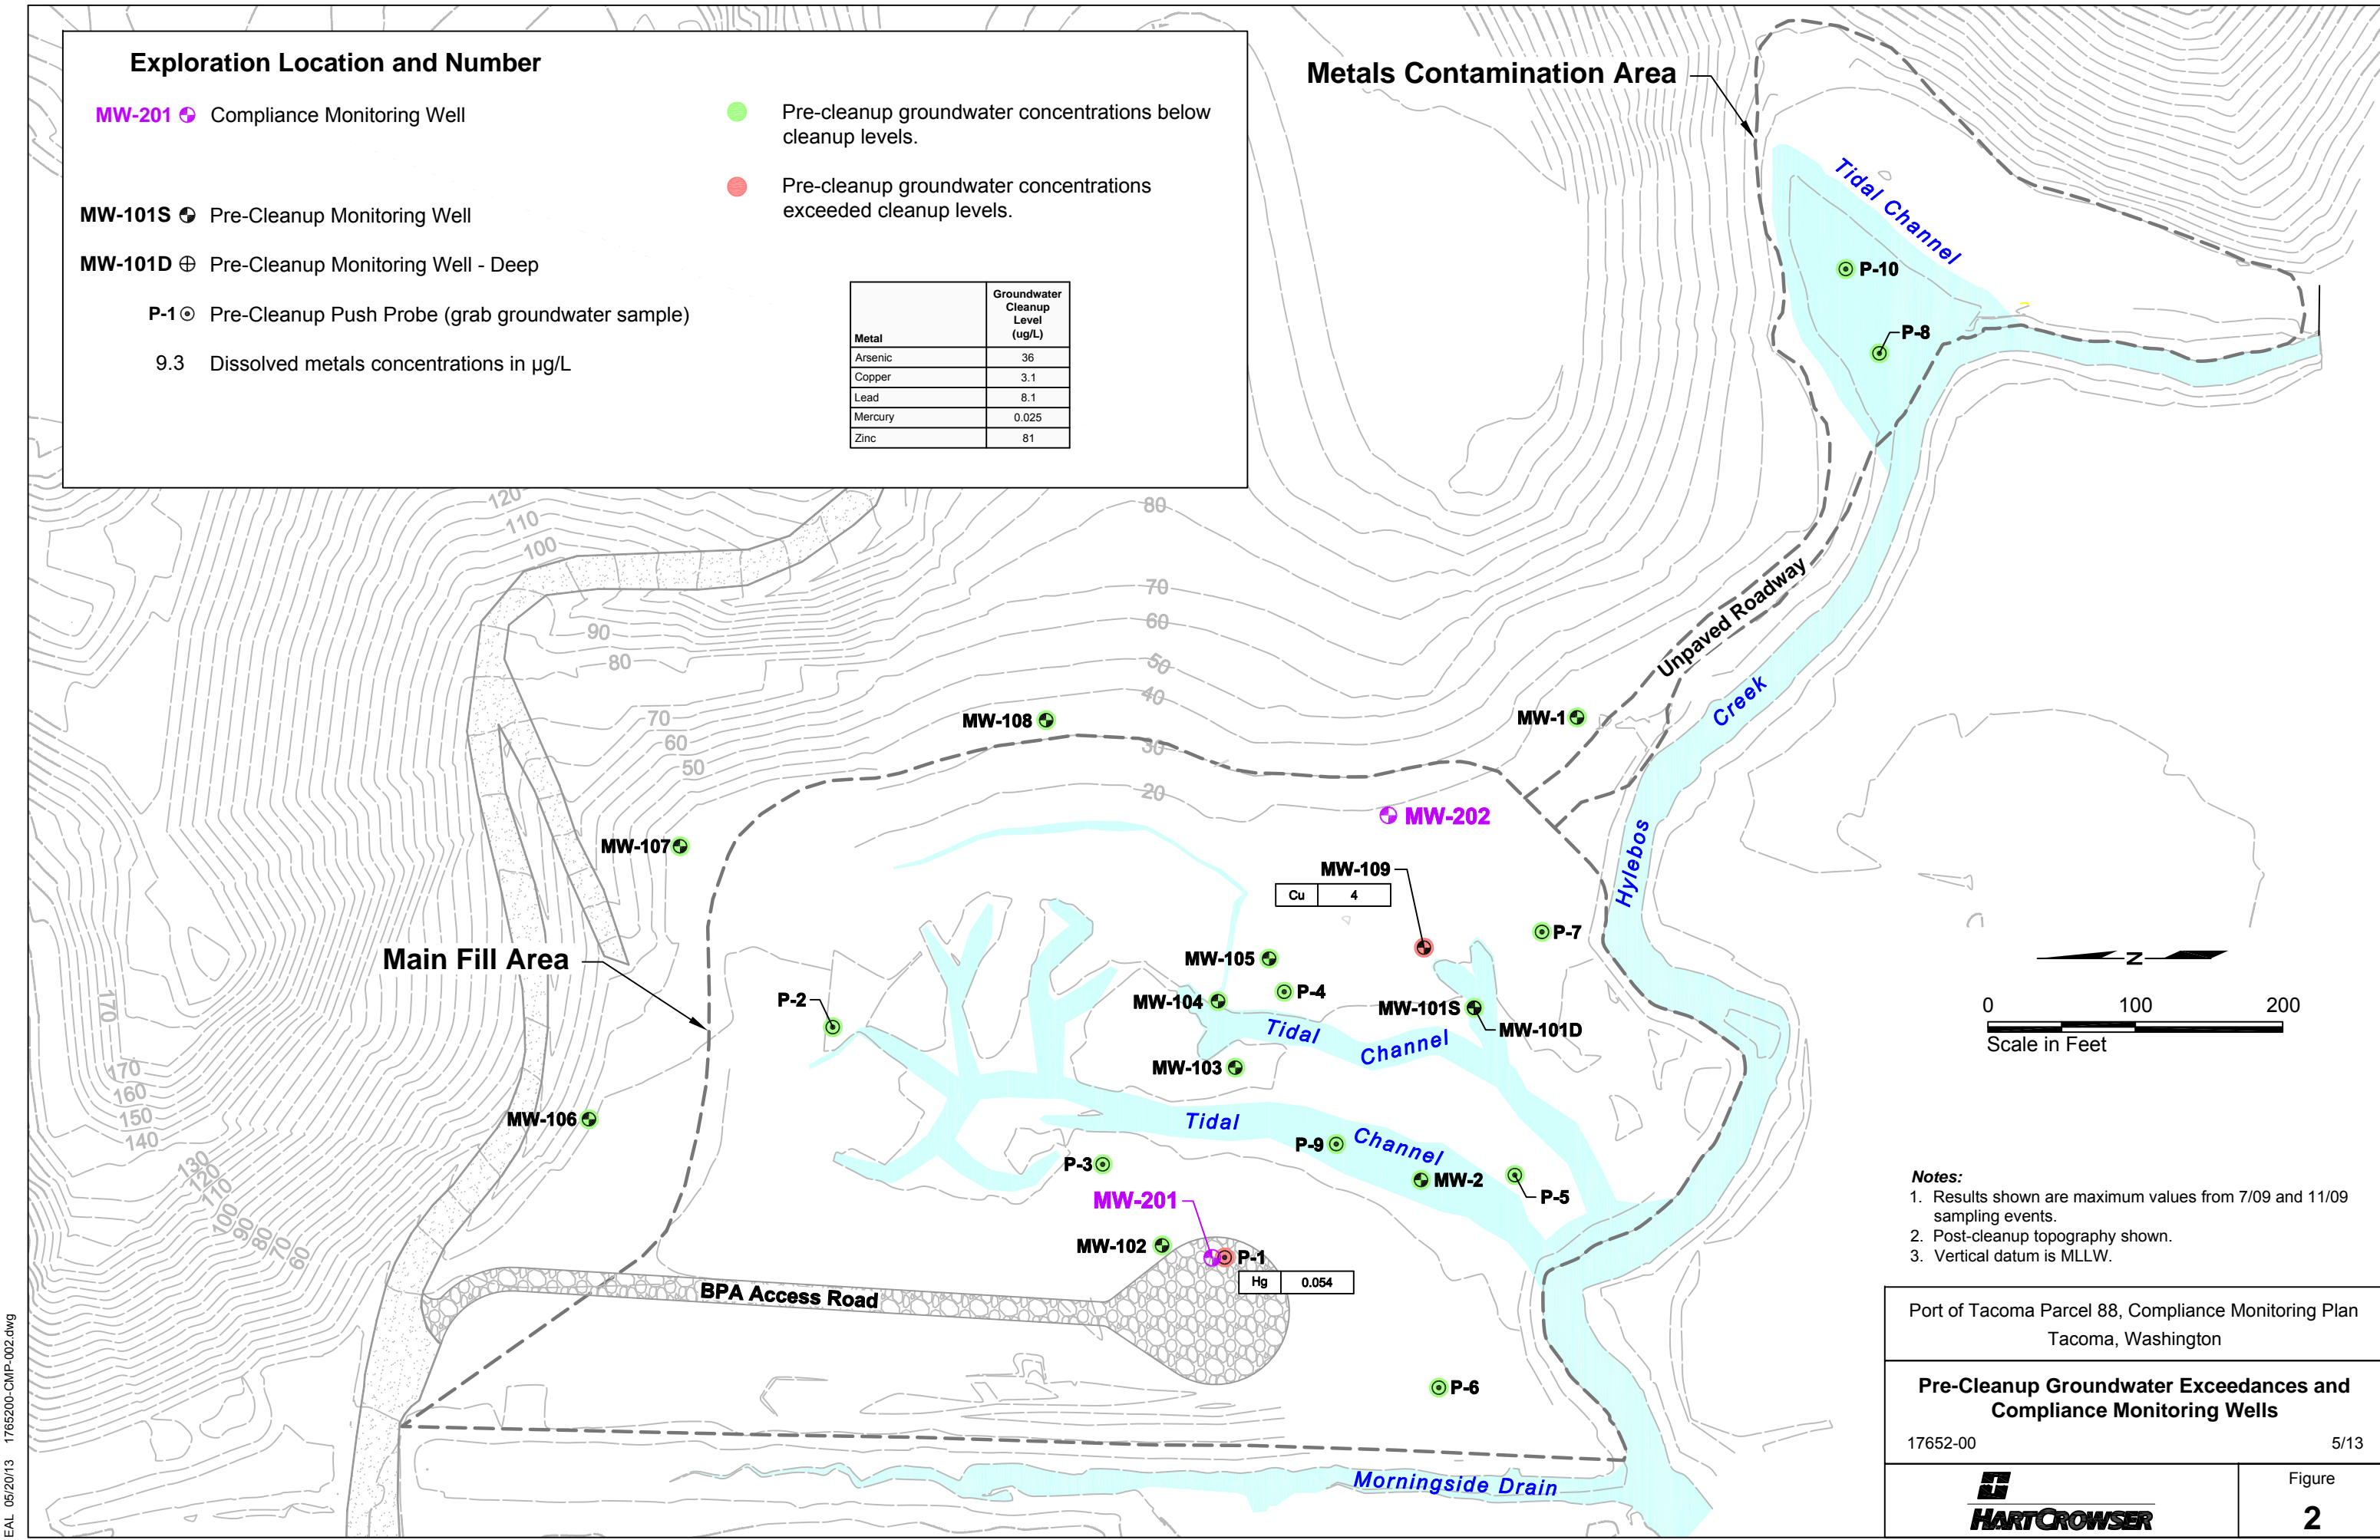 Exploration Location and Number
MW-201 Compliance Monitoring Well
MW-101S Pre-Cleanup Monitoring Well
MW-101D Pre-Cleanup Monitoring Well - Deep
P-1 Pre-Cleanup Push Probe (grab groundwater sample)
9.3 Dissolved metals concentrations in µg/L
Pre-cleanup groundwater concentrations below
cleanup levels.
Pre-cleanup groundwater concentrations
exceeded cleanup levels.
Metal
Groundwater
Cleanup
Level
(ug/L)
Arsenic 36
Copper 3.1
Lead 8.1
Mercury 0.025
Zinc 81
Metals Contamination Area
Tidal Channel
P-10
P-8
120
110
100
90
80
70
60
50
80
70
60
50
40
30
20
Unpaved Roadway
Creek
Hylebos
MW-108
MW-1
MW-202
MW-107
MW-109
Cu 4
P-7
Main Fill Area
MW-105
P-4
P-2
MW-104
MW-101S
MW-101D
Tidal Channel
MW-103
MW-106
Tidal Channel
P-9
P-3
MW-2
P-5
MW-201
MW-102
P-1
Hg 0.054
BPA Access Road
P-6
Morningside Drain
170
170
160
150
140
130
120
110
100
90
80
70
60
N
0 100 200
Scale in Feet
Notes:
1. Results shown are maximum values from 7/09 and 11/09
sampling events.
2. Post-cleanup topography shown.
3. Vertical datum is MLLW.
Port of Tacoma Parcel 88, Compliance Monitoring Plan
Tacoma, Washington
Pre-Cleanup Groundwater Exceedances and
Compliance Monitoring Wells
17652-00 5/13
HARTCROWSER
Figure
2
EAL 05/20/13 1765200-CMP-002.dwg